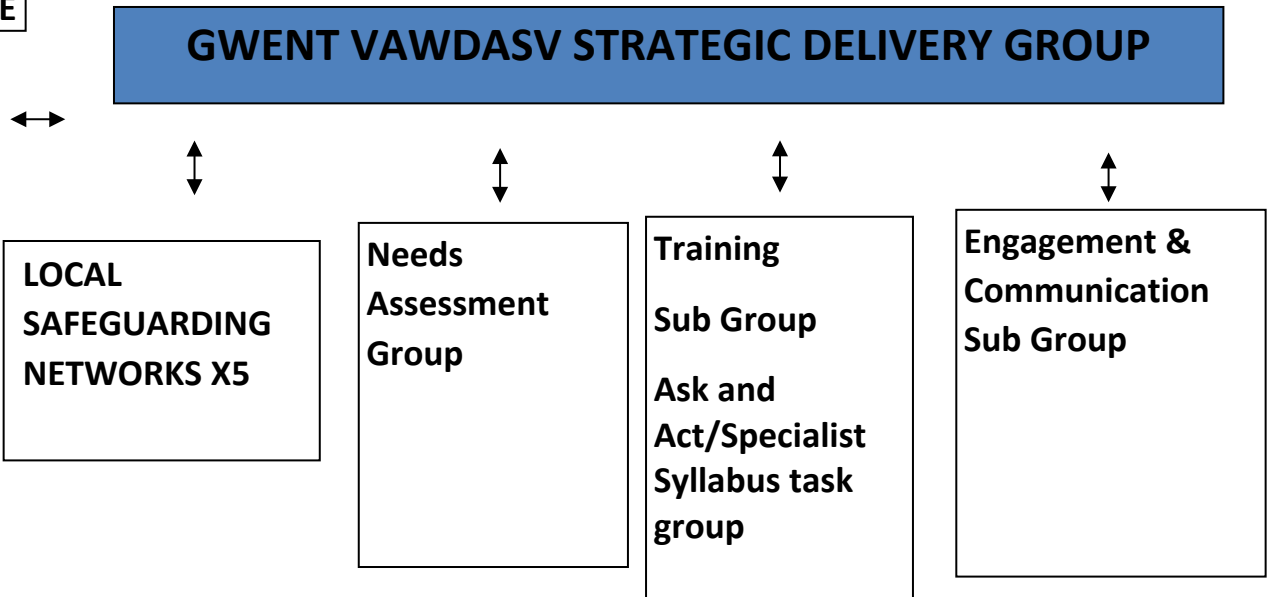 E
GWENT VAWDASV STRATEGIC DELIVERY GROUP
LOCAL
SAFEGUARDING
NETWORKS X5
Needs
Assessment
Group
Training
Sub Group
Ask and
Act/Specialist
Syllabus task
group
Engagement &
Communication
Sub Group